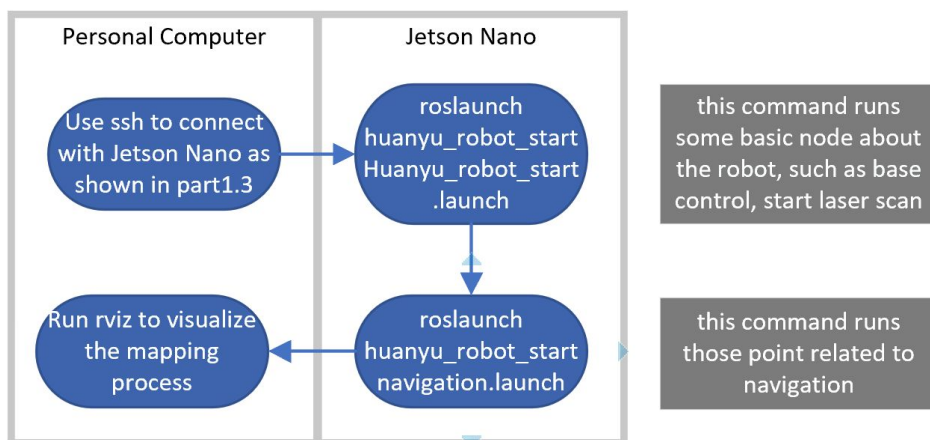 Personal Computer
Jetson Nano
Use ssh to connect
with Jetson Nano as
shown in part1.3
roslaunch
huanyu_robot_start
Huanyu_robot_start
.launch
this command runs
some basic node about
the robot, such as base
control, start laser scan
Run rviz to visualize
the mapping
process
roslaunch
huanyu_robot_start
navigation.launch
this command runs
those point related to
navigation